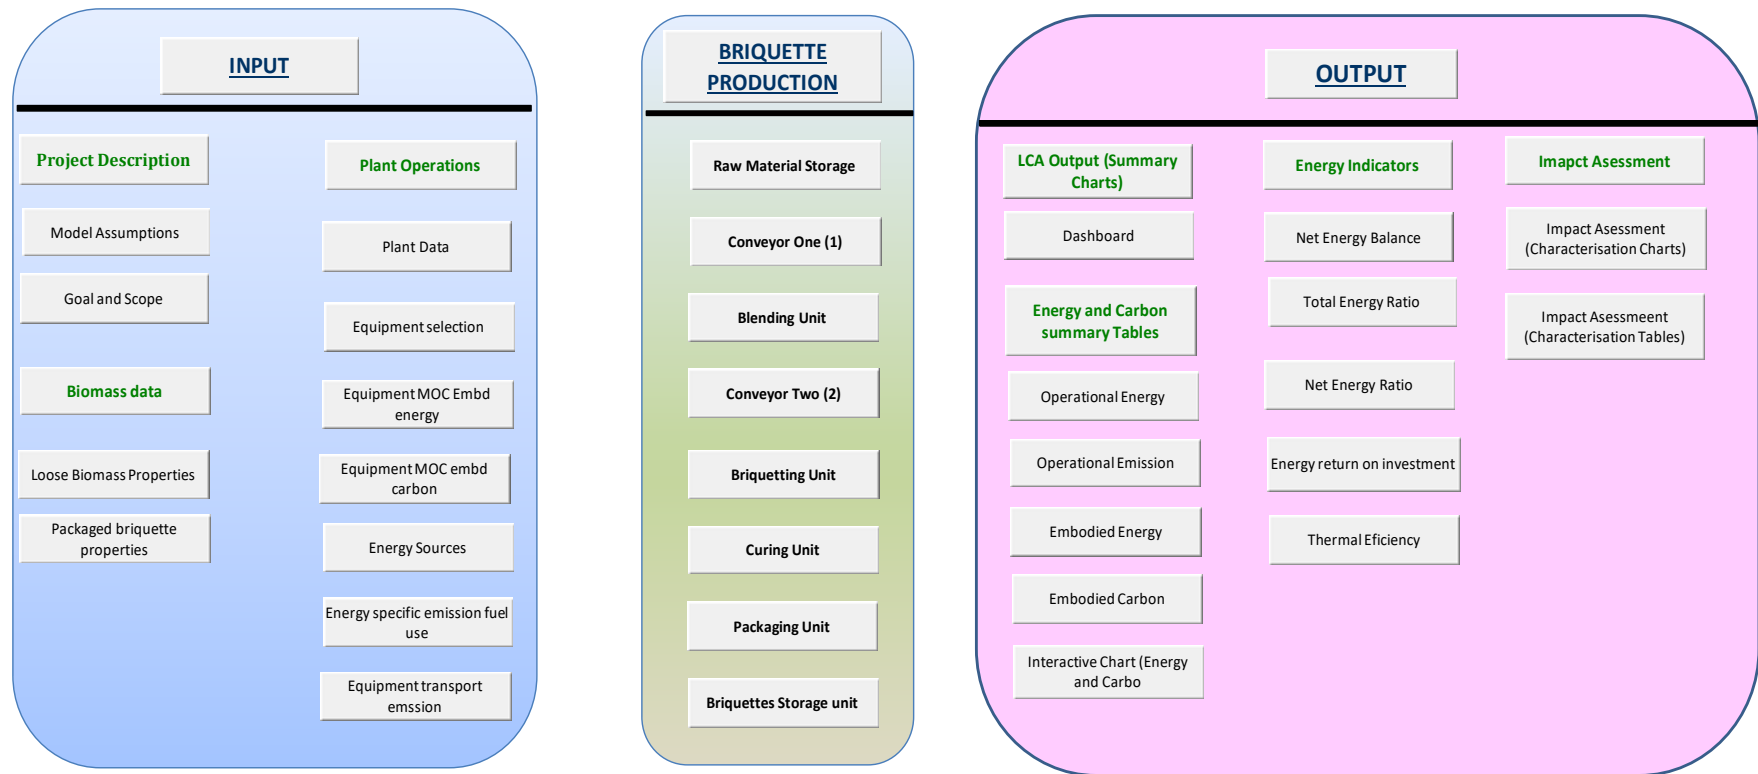 INPUT
Project Description
Model Assumptions
Goal and Scope
Biomass data
Loose Biomass Properties
Packaged briquette
properties
Plant Operations
Plant Data
Equipment selection
Equipment MOC Embd
energy
Equipment MOC embd
carbon
Energy Sources
Energy specific emission fuel
use
Equipment transport
emssion
BRIQUETTE
PRODUCTION
Raw Material Storage
Conveyor One (1)
Blending Unit
Conveyor Two (2)
Briquetting Unit
Curing Unit
Packaging Unit
Briquettes Storage unit
OUTPUT
LCA Output (Summary
Charts)
Dashboard
Energy and Carbon
summary Tables
Operational Energy
Operational Emission
Embodied Energy
Embodied Carbon
Interactive Chart (Energy
and Carbo
Energy Indicators
Net Energy Balance
Total Energy Ratio
Net Energy Ratio
Energy return on investment
Thermal Eficiency
Imapct Asessment
Impact Asessment
(Characterisation Charts)
Impact Asessmeent
(Characterisation Tables)